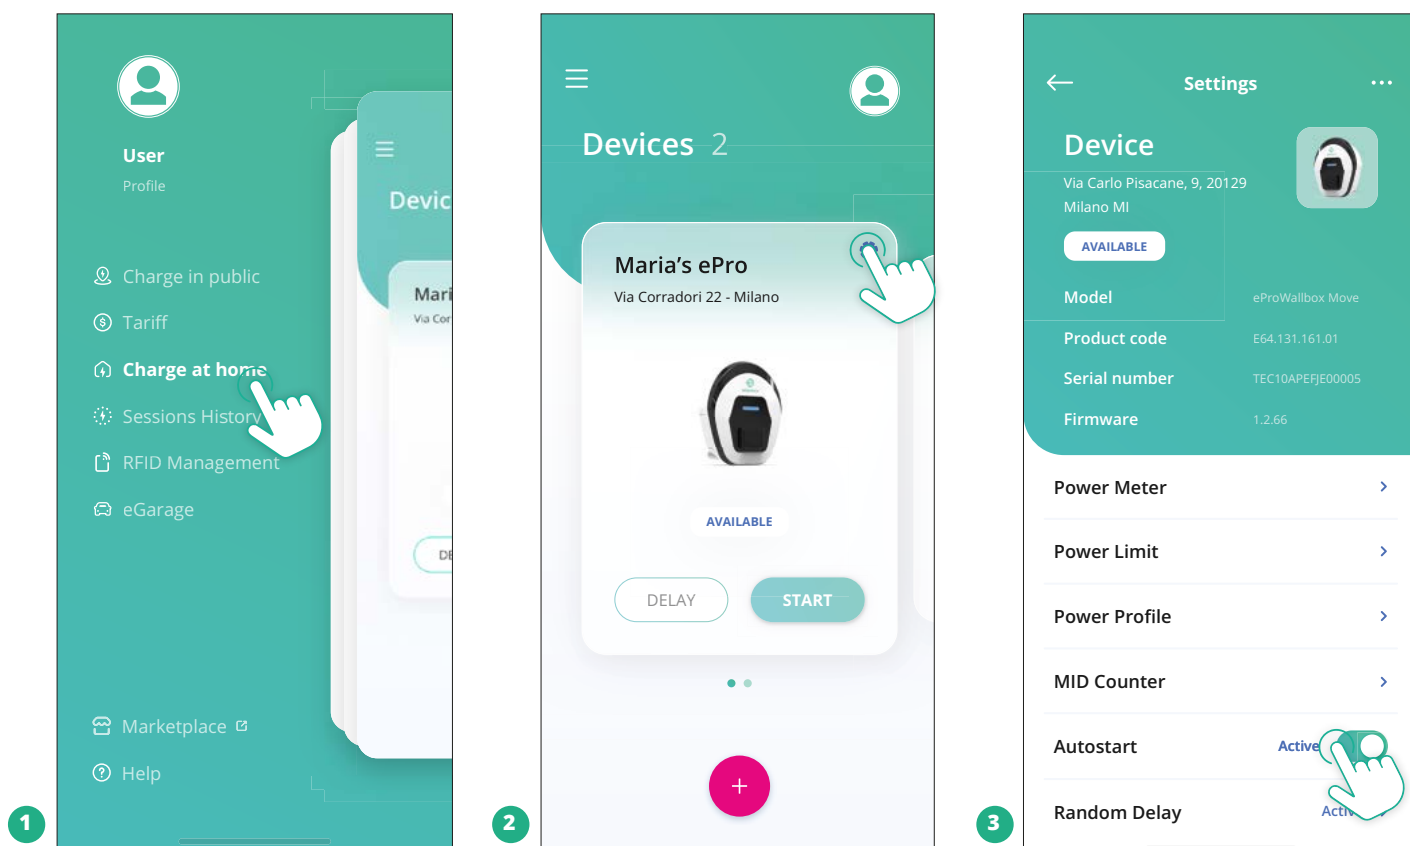 User
Profile
Charge in public
Tariff
Charge at home
Sessions History
RFID Management
eGarage
Marketplace
Help
Devic
Mari
Via Cor
DE
1
Devices 2
Maria's ePro
Via Corradori 22 - Milano
AVAILABLE
DELAY
START
+
2
Settings
Device
Via Carlo Pisacane, 9, 20129
Milano MI
AVAILABLE
Model eProWallbox Move
Product code E64.131.161.01
Serial number TEC10APEFJE00005
Firmware 1.2.66
Power Meter
Power Limit
Power Profile
MID Counter
Autostart Active
Random Delay
3